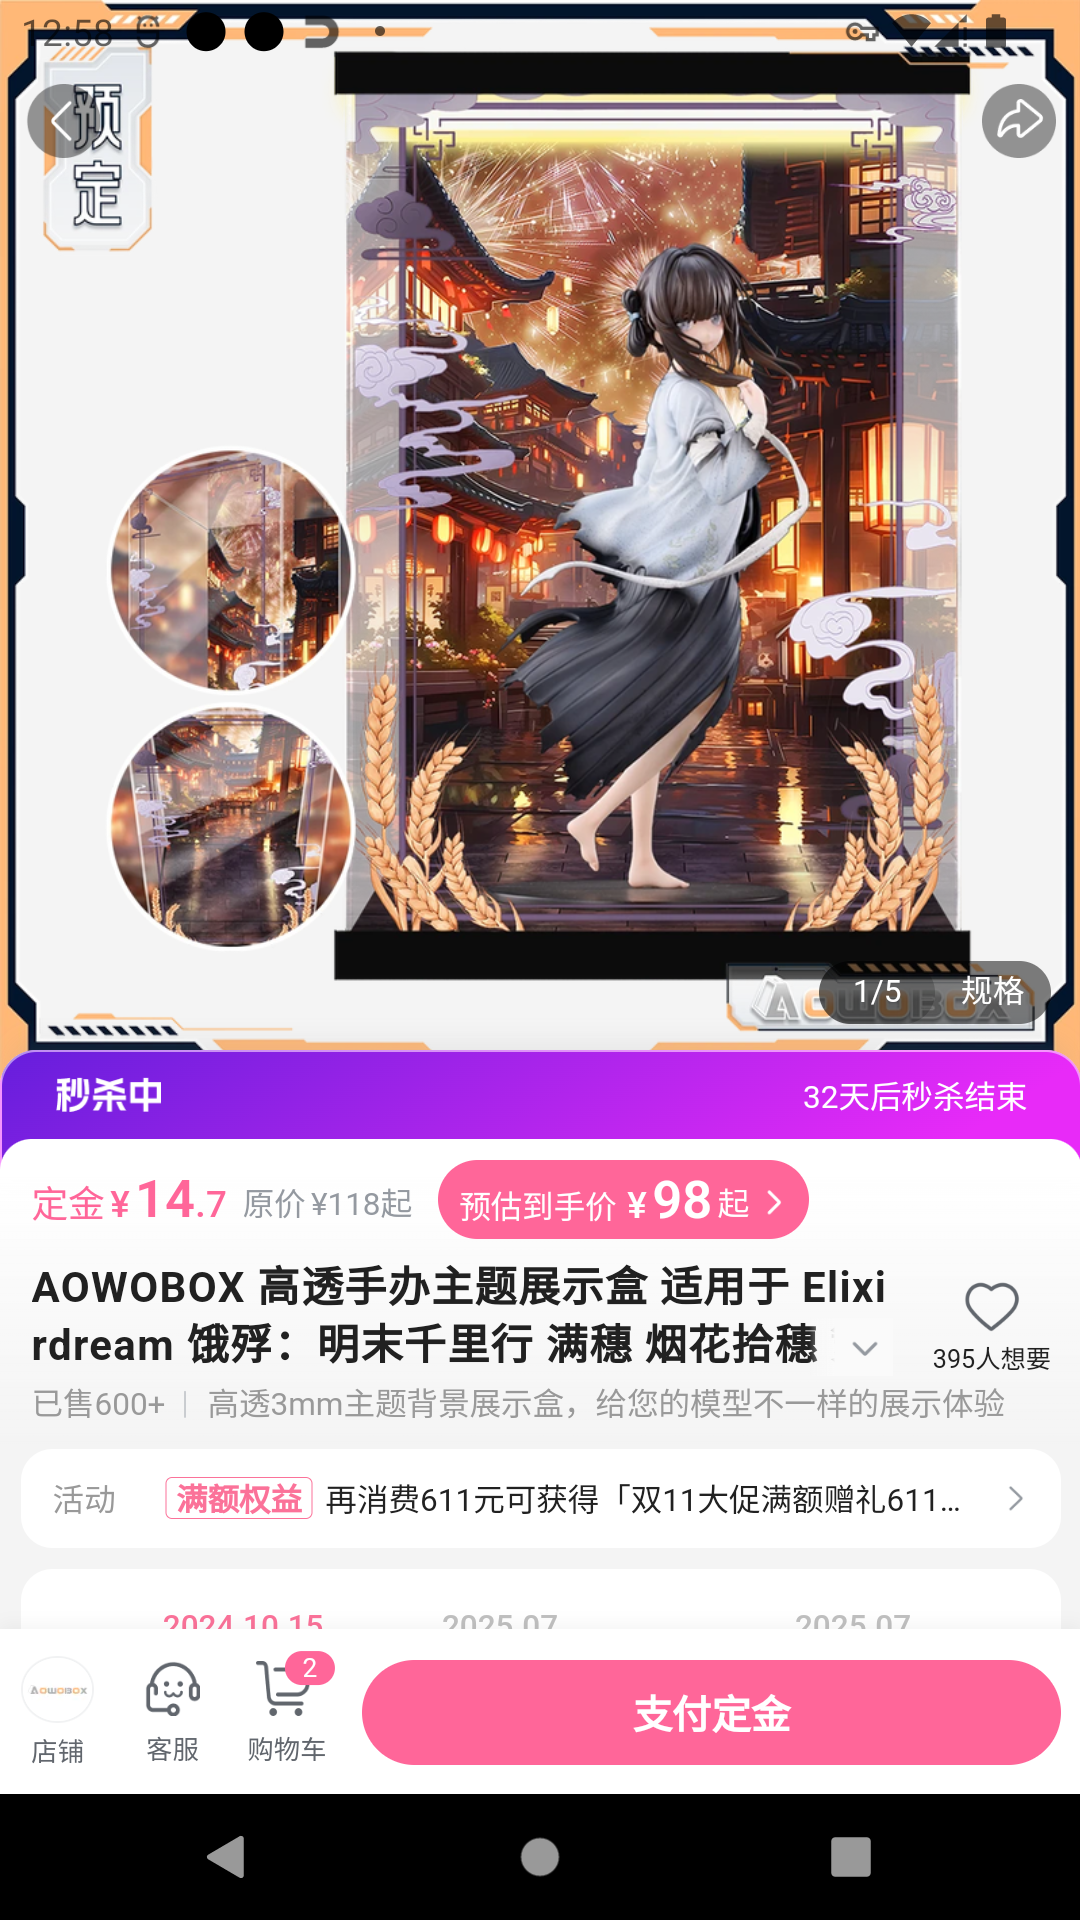 12:58
预定
AOWOBOX
1/5
规格
秒杀中
32天后秒杀结束
定金 ¥14.7 原价 ¥118起
预估到手价 ¥98起
AOWOBOX 高透手办主题展示盒 适用于 Elixi
rdream 饿殍：明末千里行 满穗 烟花拾穗
395人想要
已售600+
高透3mm主题背景展示盒，给您的模型不一样的展示体验
活动
满额权益
再消费611元可获得「双11大促满额赠礼611...
2024.10.15
2025.07
2025.07
AOWOBOX
2
店铺
客服
购物车
支付定金